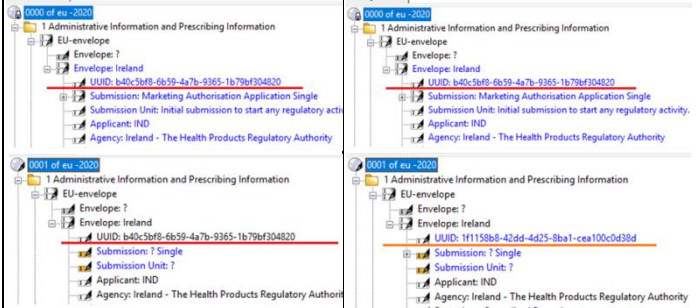 0000 of eu -2020
1 Administrative Information and Prescribing Information
EU-envelope
Envelope: ?
Envelope: Ireland
UUID: b40c5bf8-6b59-4a7b-9365-1b79bf304820
Submission: Marketing Authorisation Application Single
Submission Unit: Initial submission to start any regulatory activ
Applicant: IND
Agency: Ireland - The Health Products Regulatory Authority
0000 of eu -2020
1 Administrative Information and Prescribing Information
EU-envelope
Envelope: ?
Envelope: Ireland
UUID: b40c5bf8-6b59-4a7b-9365-1b79bf304820
Submission: Marketing Authorisation Application Single
Submission Unit: Initial submission to start any regulatory activity.
Applicant: IND
Agency: Ireland - The Health Products Regulatory Authority
0001 of eu -2020
1 Administrative Information and Prescribing Information
EU-envelope
Envelope: ?
Envelope: Ireland
UUID: b40c5bf8-6b59-4a7b-9365-1b79bf304820
Submission: ? Single
Submission Unit: ?
Applicant: IND
Agency: Ireland - The Health Products Regulatory Authorit
0001 of eu -2020
1 Administrative Information and Prescribing Information
EU-envelope
Envelope: ?
Envelope: Ireland
UUID: 1f1158b8-42dd-4d25-8ba1-cea100c0d38d
Submission: ? Single
Submission Unit: ?
Applicant: IND
Agency: Ireland - The Health Products Regulatory Authority